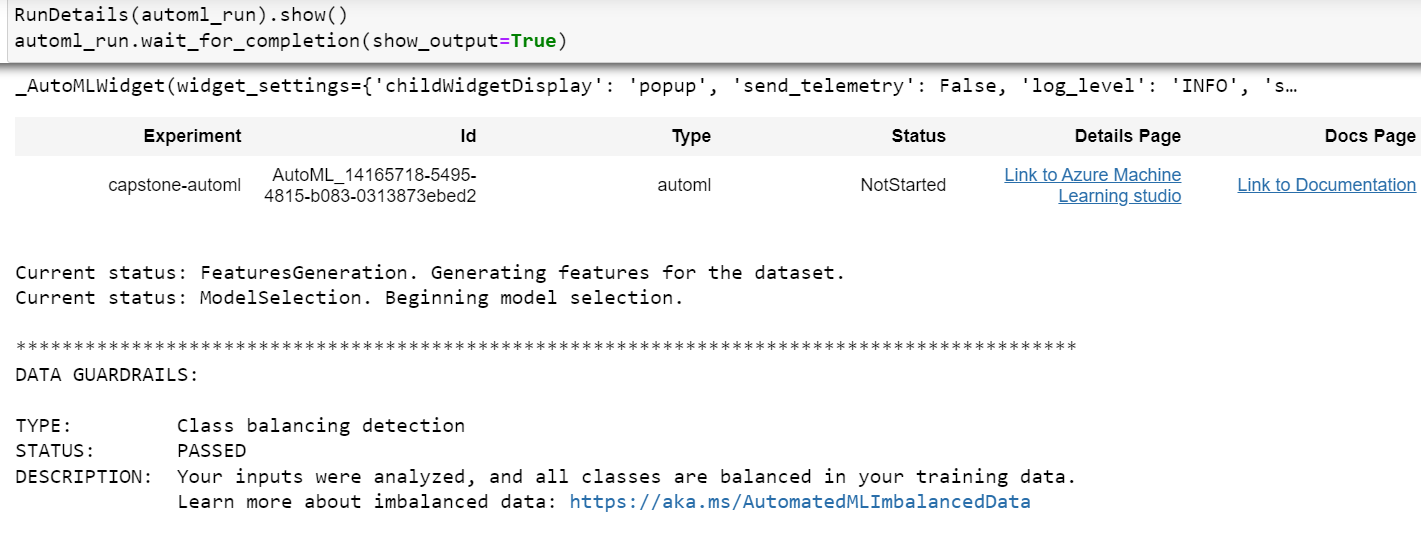 RunDetails(automl_run).show()
automl_run.wait_for_completion(show_output=True)
_AutoMLWidget(widget_settings={'childWidgetDisplay': 'popup', 'send_telemetry': False, 'log_level': 'INFO', 's…
Experiment Id Type Status Details Page Docs Page
capstone-automl AutoML_14165718-5495- automl NotStarted Link to Azure Machine Link to Documentation
4815-b083-0313873ebed2 Learning studio
Current status: FeaturesGeneration. Generating features for the dataset.
Current status: ModelSelection. Beginning model selection.
********************************************************************************************
DATA GUARDRAILS:
TYPE: Class balancing detection
STATUS: PASSED
DESCRIPTION: Your inputs were analyzed, and all classes are balanced in your training data.
Learn more about imbalanced data: https://aka.ms/AutomatedMLImbalancedData